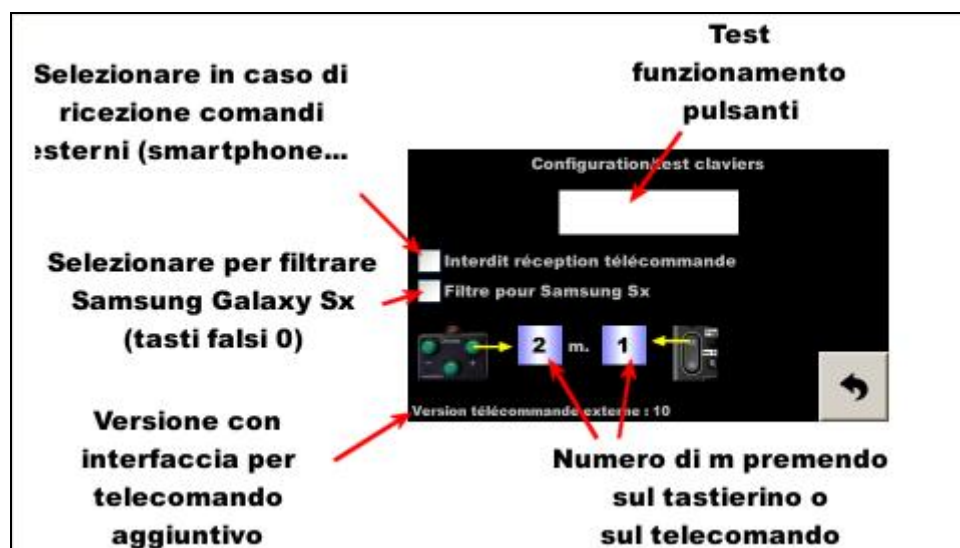 Selezionare in caso di
ricezione comandi
esterni (smartphone...
Test
funzionamento
pulsanti
Configuration/test claviers
Interdit réception télécommande
Filtre pour Samsung Sx
Selezionare per filtrare
Samsung Galaxy Sx
(tasti falsi 0)
2 m. 1
Version télécommande externe : 10
Versione con
interfaccia per
telecomando
aggiuntivo
Numero di m premendo
sul tastierino o
sul telecomando